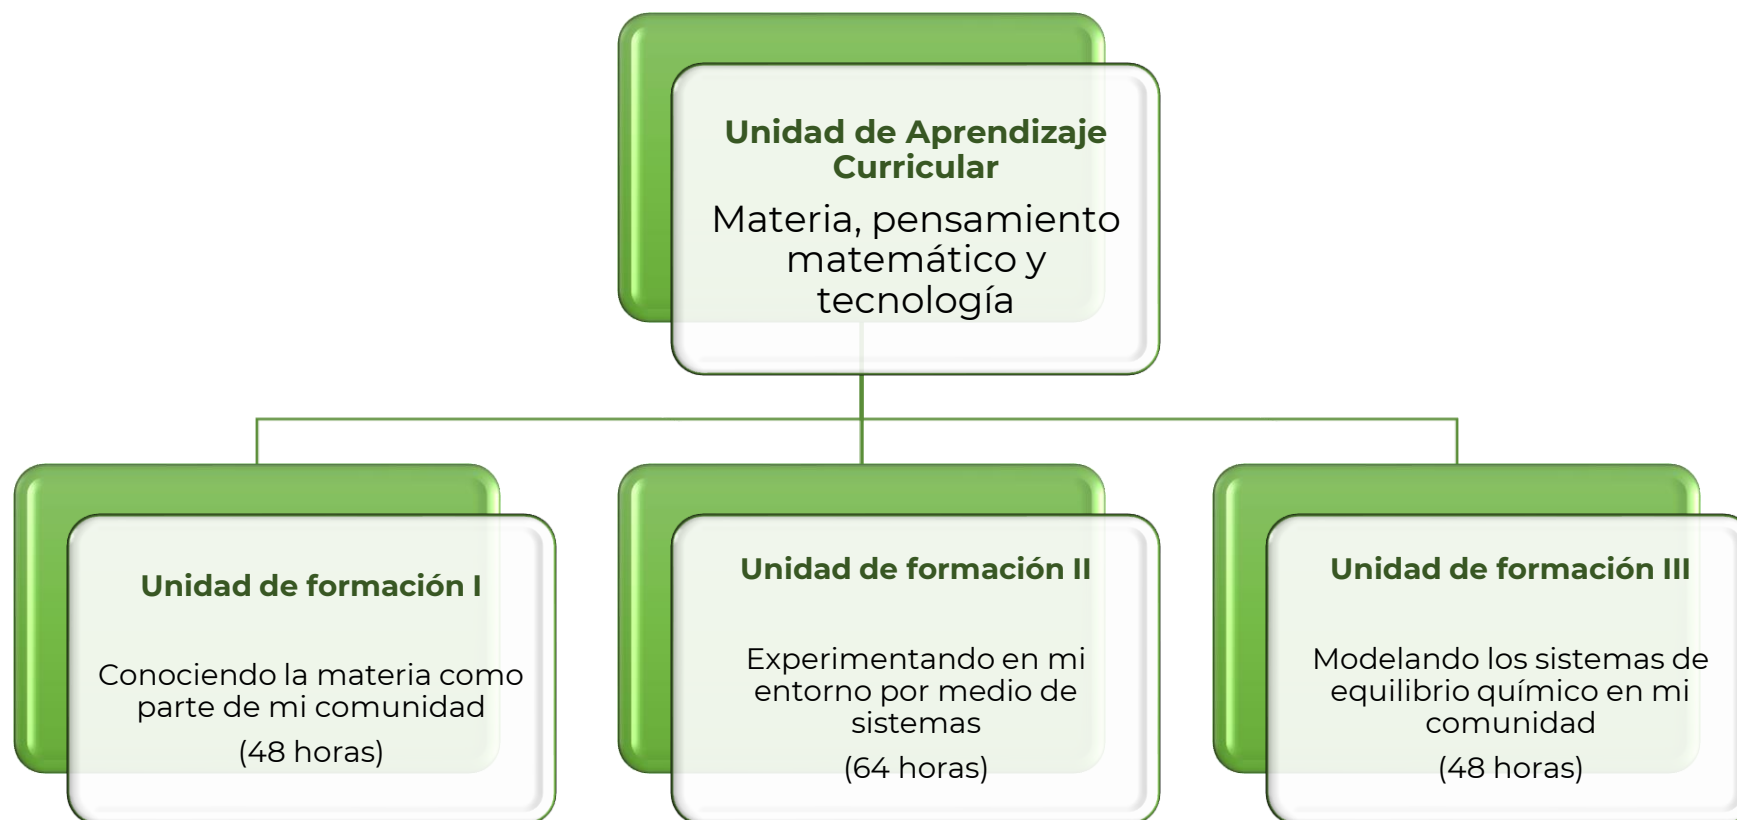 Unidad de Aprendizaje
Curricular
Materia, pensamiento
matemático y
tecnología
Unidad de formación I
Conociendo la materia como
parte de mi comunidad
(48 horas)
Unidad de formación II
Experimentando en mi
entorno por medio de
sistemas
(64 horas)
Unidad de formación III
Modelando los sistemas de
equilibrio químico en mi
comunidad
(48 horas)